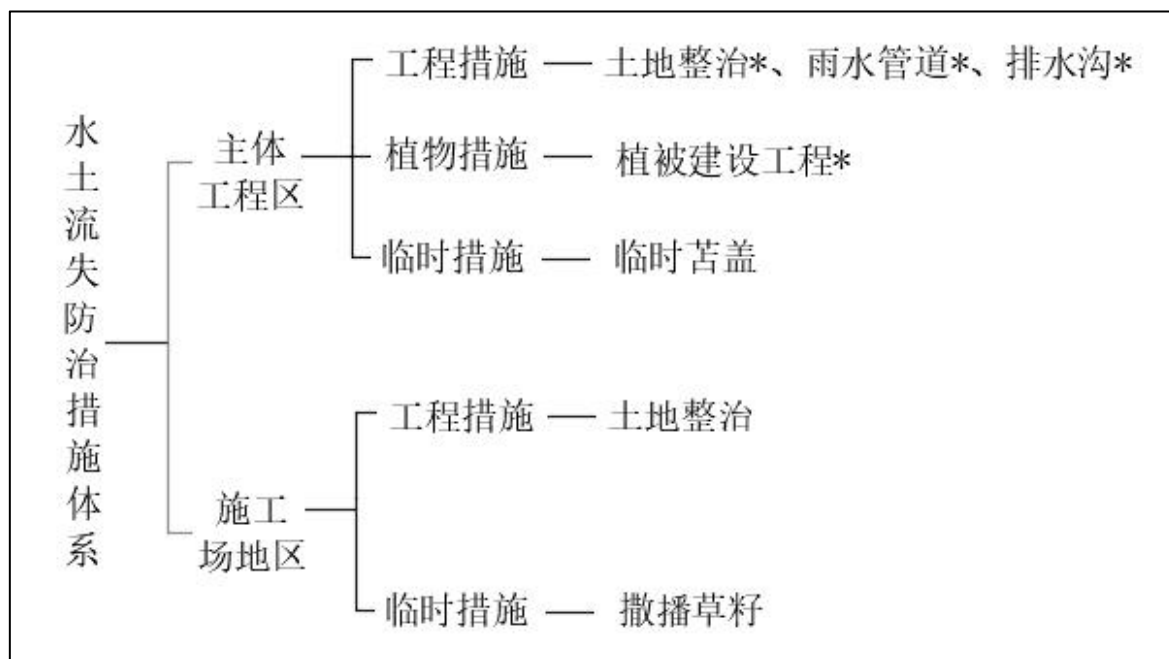 水土流失防治措施体系
主体
工程区
工程措施 — 土地整治*、雨水管道*、排水沟*
植物措施 — 植被建设工程*
临时措施 — 临时苫盖
施工
场地区
工程措施 — 土地整治
临时措施 — 撒播草籽